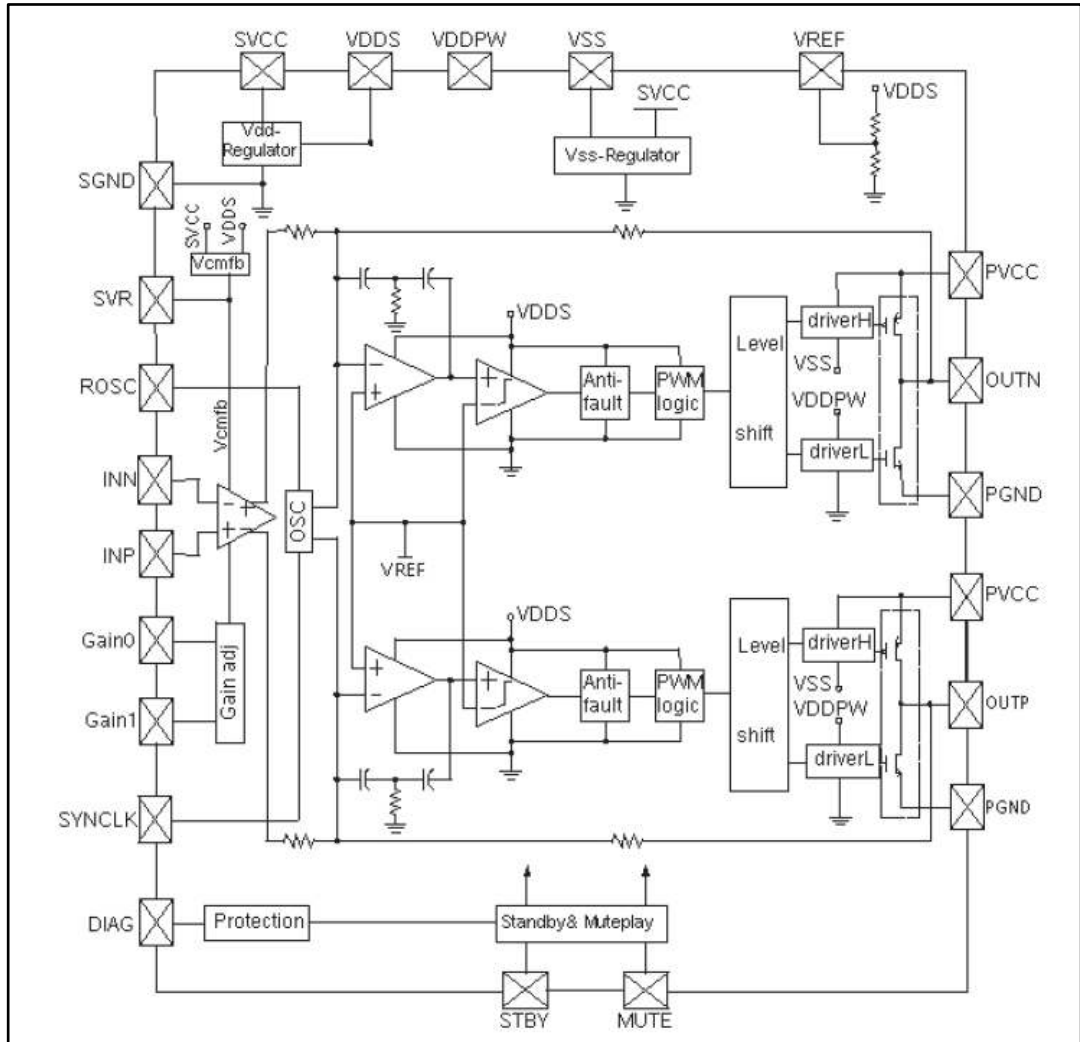 SVCC
VDDS
VDDPW
VSS
VREF
SVCC
VDDS
Vdd-
Regulator
Vss-Regulator
SGND
SVCC
VDDS
Vcmfb
SVR
PVCC
VDDS
driverH
Level
shift
VSS
ROSC
Anti-
fault
PWM
logic
OUTN
VDDPW
Vcmfb
driverL
INN
PGND
OSC
INP
VREF
PVCC
VDDS
Gain0
Gain adj
Level
shift
driverH
Anti-
fault
PWM
logic
VSS
VDDPW
OUTP
Gain1
driverL
SYNCLK
PGND
DIAG
Protection
Standby& Muteplay
STBY
MUTE